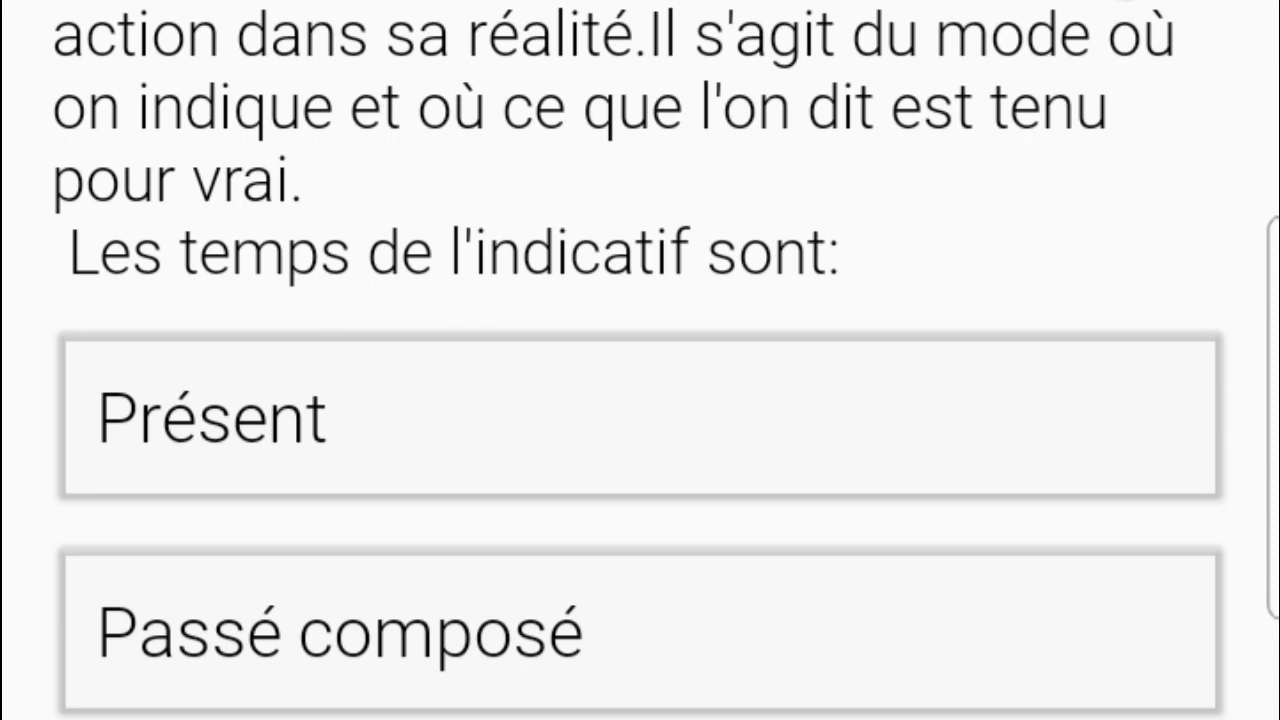 action dans sa réalité.Il s'agit du mode où
on indique et où ce que l'on dit est tenu
pour vrai.
Les temps de l'indicatif sont:
Présent
Passé composé